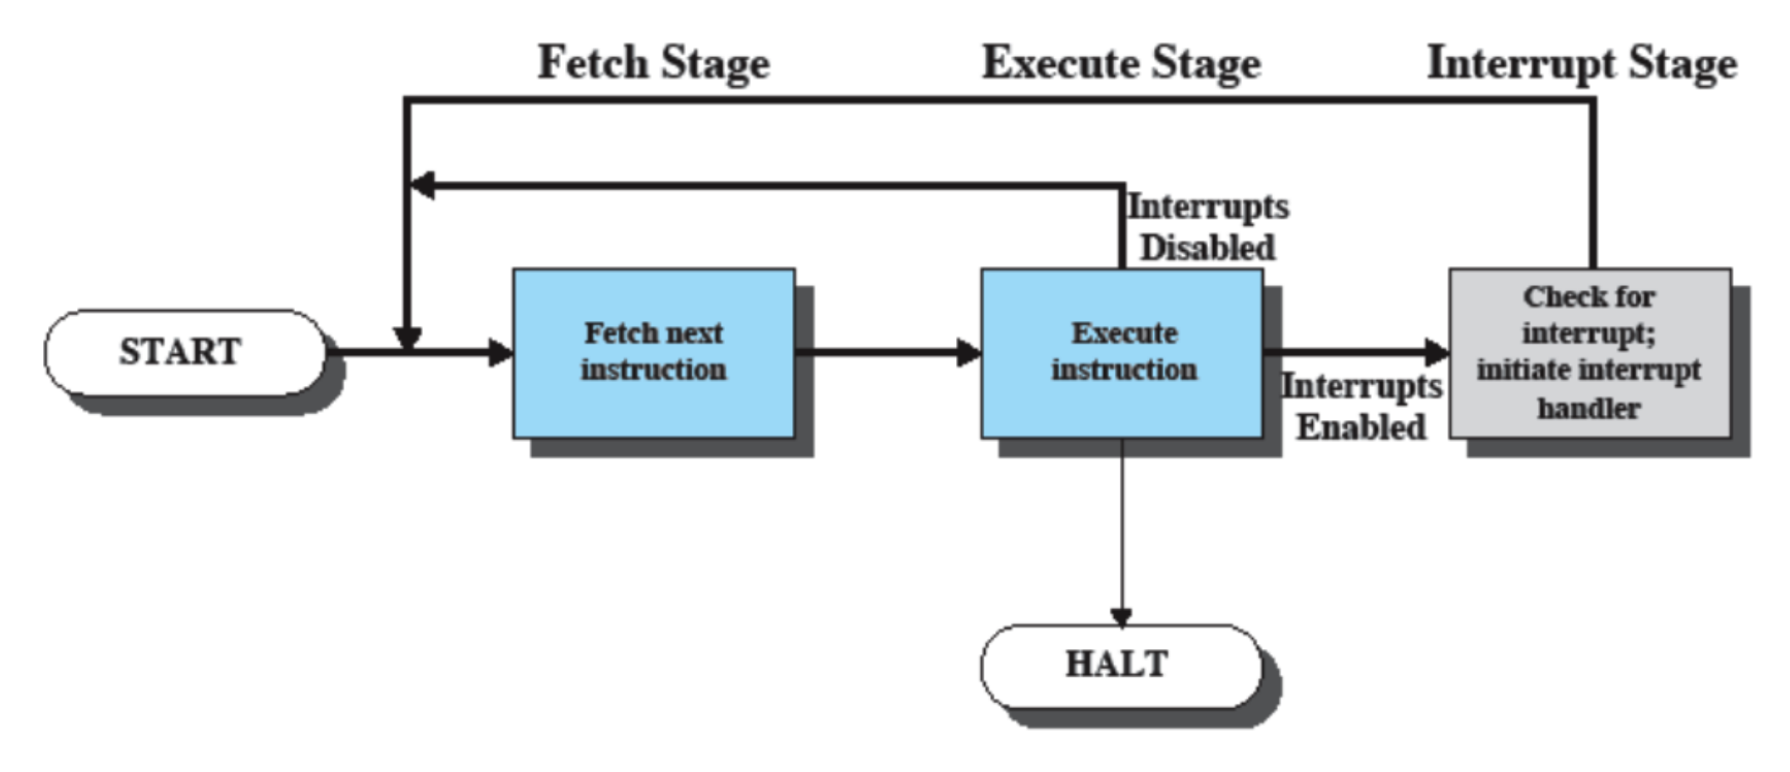 Fetch Stage
Execute Stage
Interrupt Stage
Interrupts
Disabled
START
Fetch next
instruction
Execute
instruction
Interrupts
Enabled
Check for
interrupt;
initiate interrupt
handler
HALT